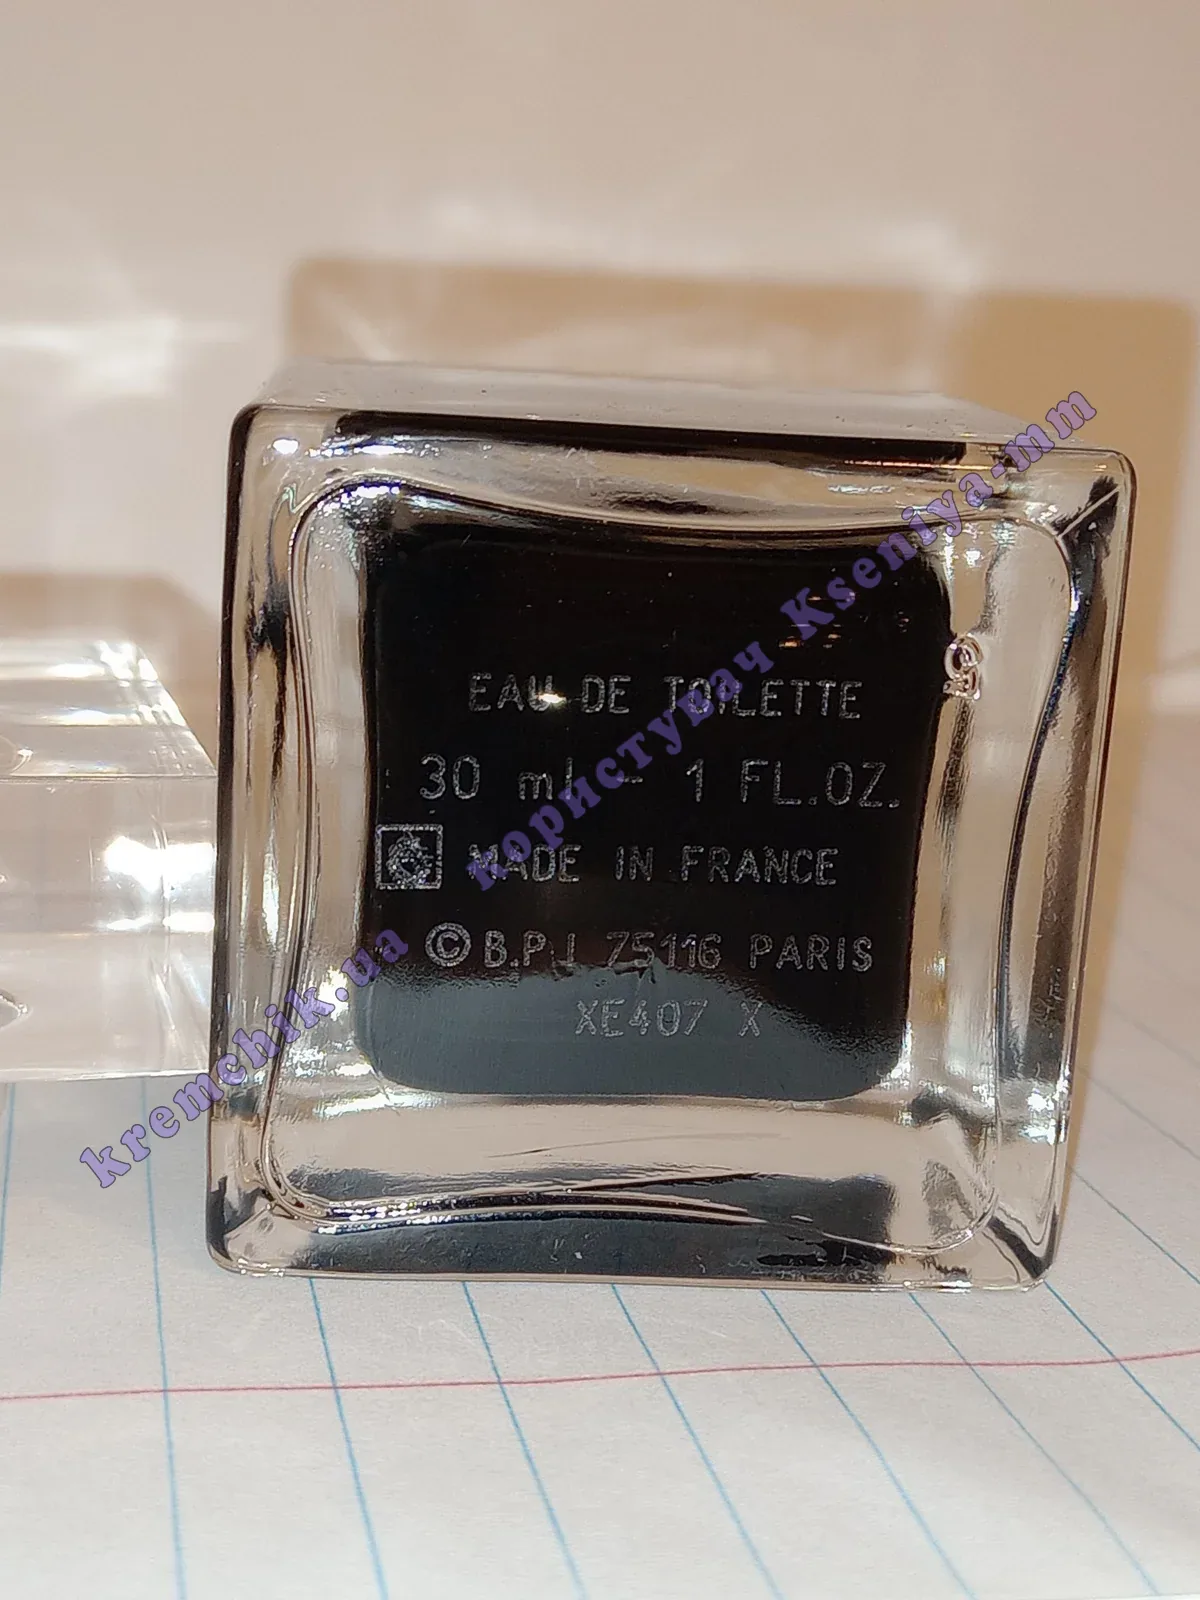 EAU DE TOILETTE
30 ml - 1 FL.OZ.
MADE IN FRANCE
© B.P.I 75116 PARIS
XE407 X
kremchik.ua користувач Kseniya-mm